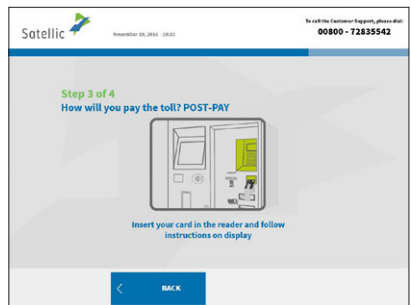 Satellic
November 30, 2015 - 10:22
To call the Customer Support, please dial:
00800 - 72835542
Step 3 of 4
How will you pay the toll? POST-PAY
Insert your card in the reader and follow
instructions on display
BACK